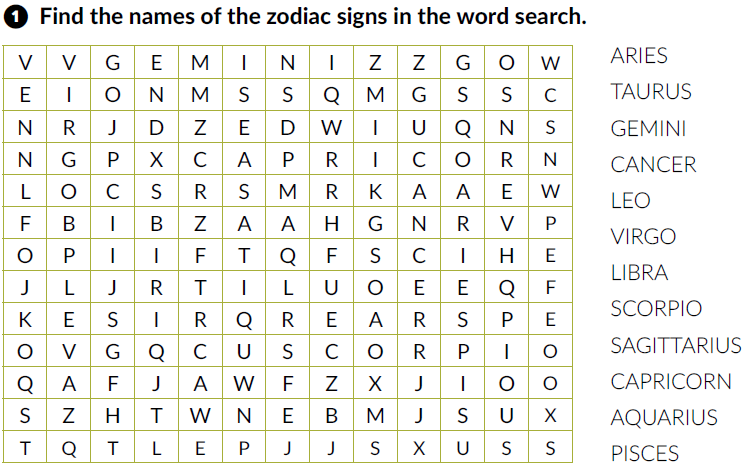 1 Find the names of the zodiac signs in the word search.
V V G E M I N I Z Z G O W
E I O N M S S Q M G S S C
N R J D Z E D W I U Q N S
N G P X C A P R I C O R N
L O C S R S M R K A A E W
F B I B Z A A H G N R V P
O P I I F T Q F S C I H E
J L J R T I L U O E E Q F
K E S I R Q R E A R S P E
O V G Q C U S C O R P I O
Q A F J A W F Z X J I O O
S Z H T W N E B M J S U X
T Q T L E P J J S X U S S
ARIES
TAURUS
GEMINI
CANCER
LEO
VIRGO
LIBRA
SCORPIO
SAGITTARIUS
CAPRICORN
AQUARIUS
PISCES